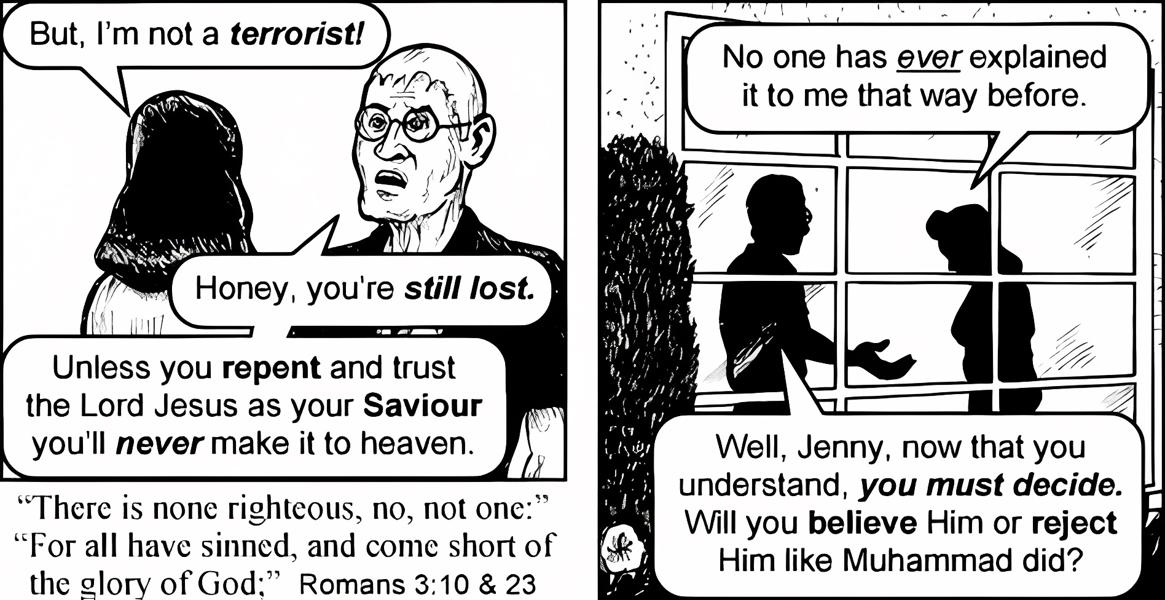 But, I'm not a terrorist!
Honey, you're still lost.
Unless you repent and trust
the Lord Jesus as your Saviour
you'll never make it to heaven.
“There is none righteous, no, not one:”
“For all have sinned, and come short of
the glory of God;” Romans 3:10 & 23
No one has ever explained
it to me that way before.
Well, Jenny, now that you
understand, you must decide.
Will you believe Him or reject
Him like Muhammad did?